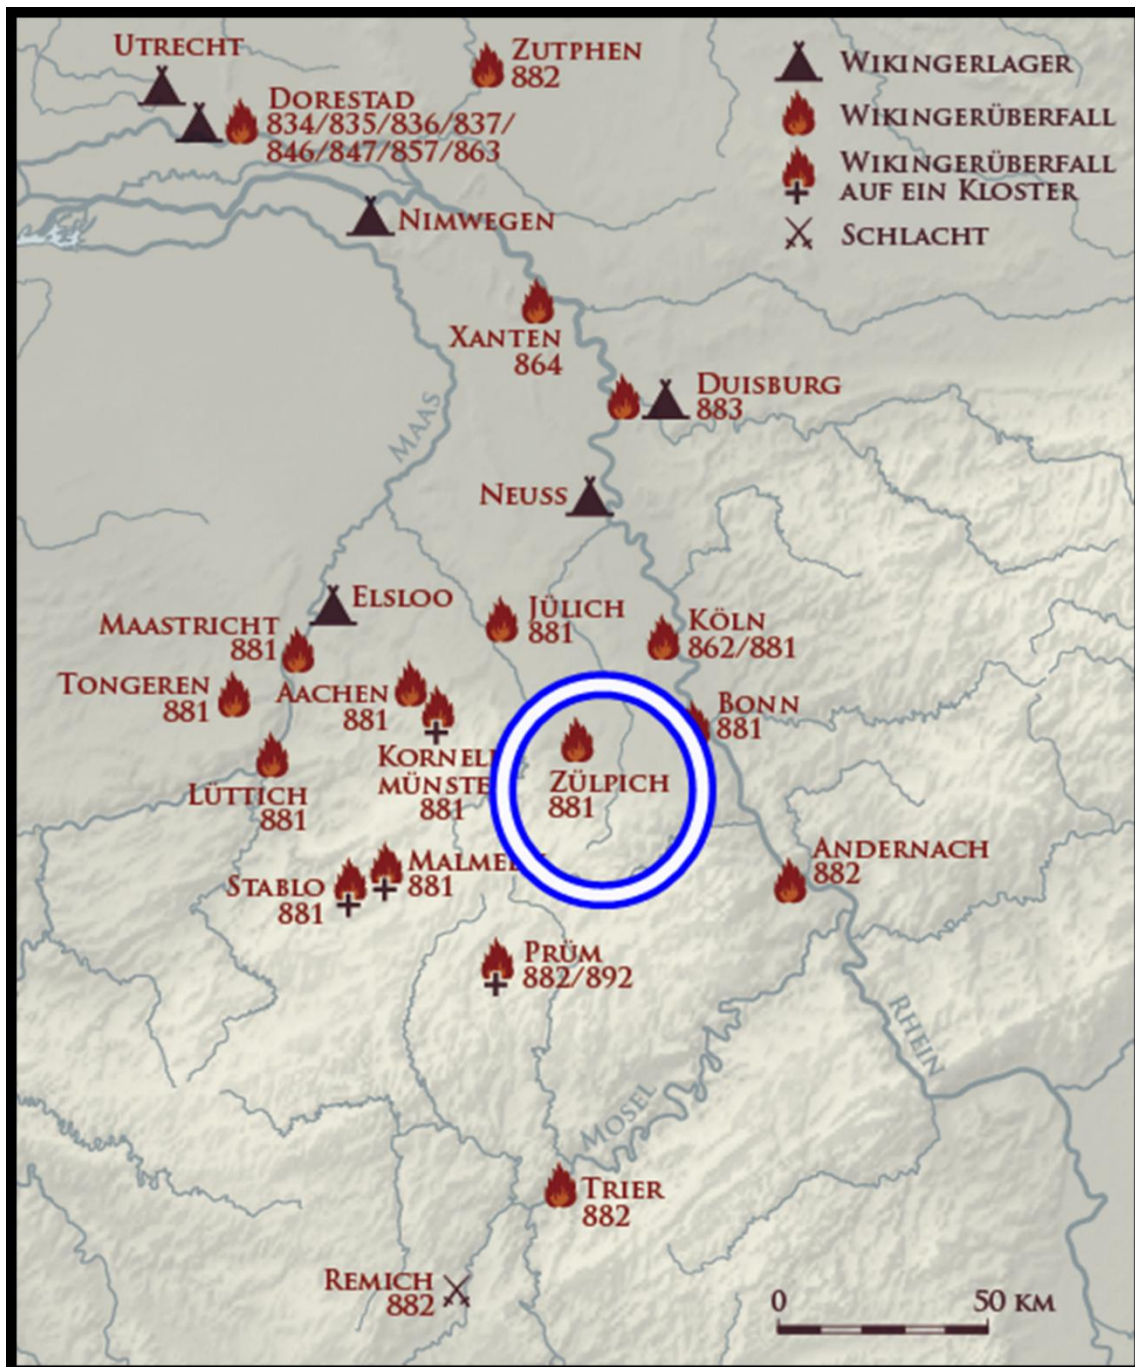 UTRECHT
ZUTPHEN
882
DORESTAD
834/835/836/837/
846/847/857/863
NIMWEGEN
WIKINGERLAGER
WIKINGERÜBERFALL
WIKINGERÜBERFALL
AUF EIN KLOSTER
SCHLACHT
XANTEN
864
DUISBURG
883
MAAS
NEUSS
ELSLOO
MAASTRICHT
881
JÜLICH
881
KÖLN
862/881
TONGEREN
881
AACHEN
881
BONN
881
KORNELI
MÜNSTE
881
ZÜLPICH
881
LÜTTICH
881
STABLO
881
MALMED
881
ANDERNACH
882
PRÜM
882/892
RHEIN
MOSEL
TRIER
882
REMICH
882
0 50 KM